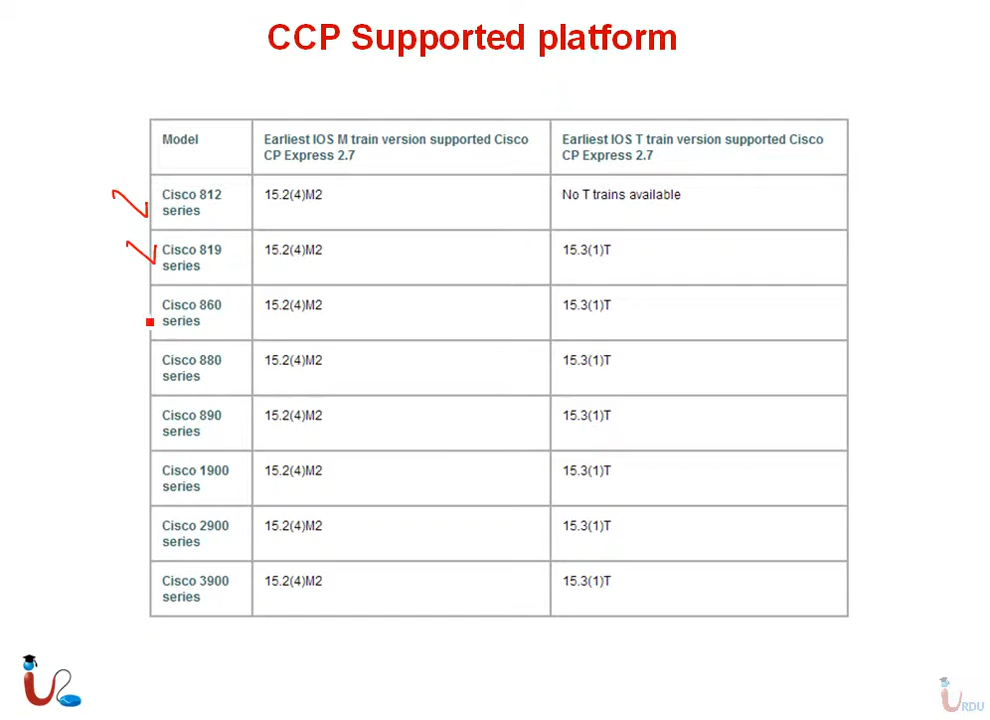 CCP Supported platform
Model
Earliest IOS M train version supported Cisco
CP Express 2.7
Earliest IOS T train version supported Cisco
CP Express 2.7
Cisco 812
series
15.2(4)M2
No T trains available
Cisco 819
series
15.2(4)M2
15.3(1)T
Cisco 860
series
15.2(4)M2
15.3(1)T
Cisco 880
series
15.2(4)M2
15.3(1)T
Cisco 890
series
15.2(4)M2
15.3(1)T
Cisco 1900
series
15.2(4)M2
15.3(1)T
Cisco 2900
series
15.2(4)M2
15.3(1)T
Cisco 3900
series
15.2(4)M2
15.3(1)T
URDU